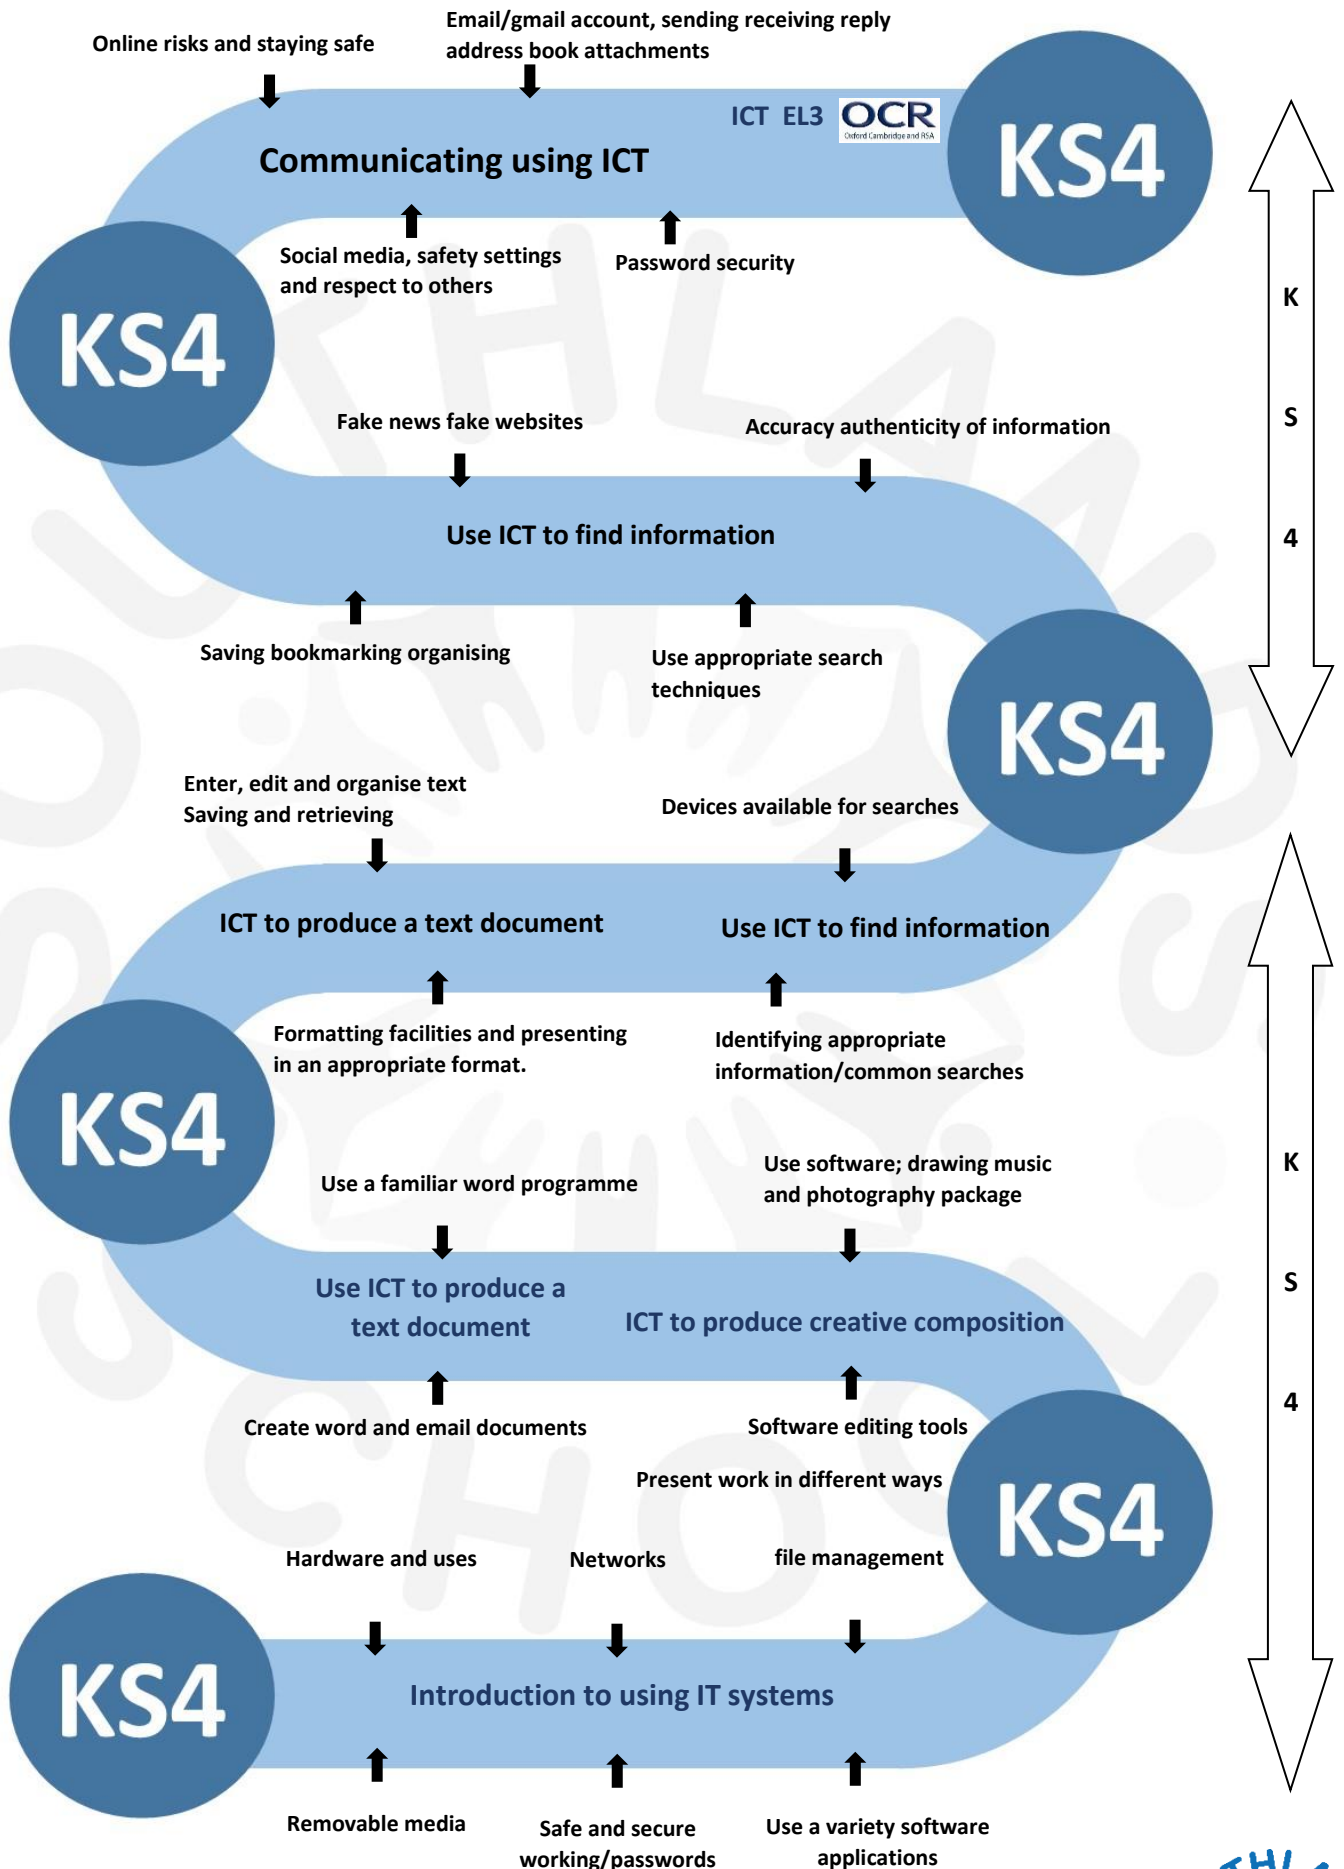 Email/gmail account, sending receiving reply
address book attachments
Online risks and staying safe
ICT EL3
OCR
Oxford Cambridge and RSA
Communicating using ICT
KS4
Social media, safety settings
and respect to others
Password security
KS4
K
S
4
Fake news fake websites
Accuracy authenticity of information
Use ICT to find information
Saving bookmarking organising
Use appropriate search
techniques
KS4
Enter, edit and organise text
Saving and retrieving
Devices available for searches
ICT to produce a text document
Use ICT to find information
Formatting facilities and presenting
in an appropriate format.
Identifying appropriate
information/common searches
KS4
Use a familiar word programme
Use software; drawing music
and photography package
K
S
4
Use ICT to produce a
text document
ICT to produce creative composition
Create word and email documents
Software editing tools
Present work in different ways
KS4
Hardware and uses
Networks
file management
KS4
Introduction to using IT systems
Removable media
Safe and secure
working/passwords
Use a variety software
applications
SOUTHLANDS
SCHOOL